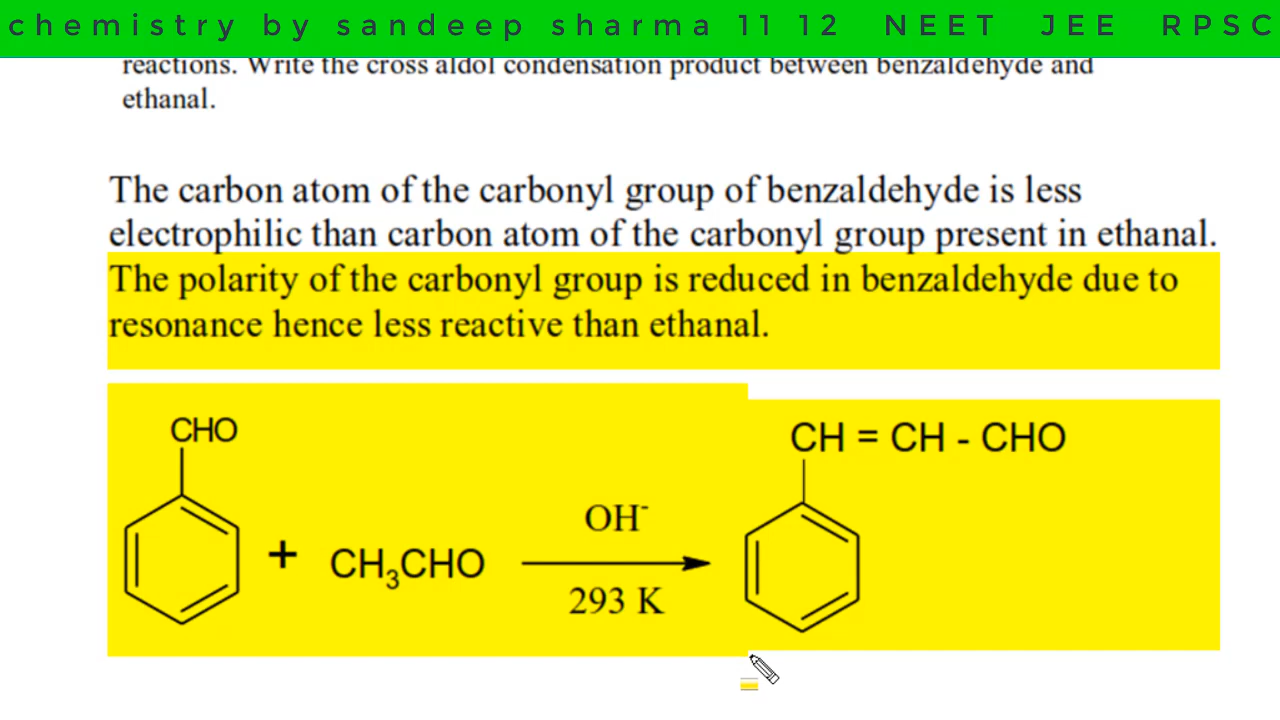 chemistry by sandeep sharma 11 12 NEET JEE RPSC
reactions. Write the cross aldol condensation product between benzaldehyde and
ethanal.
The carbon atom of the carbonyl group of benzaldehyde is less
electrophilic than carbon atom of the carbonyl group present in ethanal.
The polarity of the carbonyl group is reduced in benzaldehyde due to
resonance hence less reactive than ethanal.
CHO
+ CH₃CHO
OH⁻
293 K
CH = CH - CHO